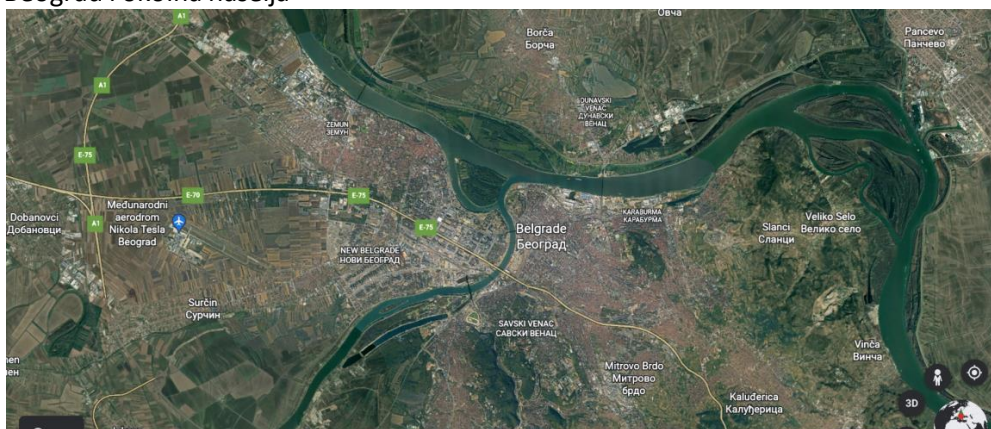 Beograd i okolna naselja
A1
Овча
Borča
Борча
Pancevo
Панчево
A1
DUNAVSKI
VENAC
ДУНАВСКИ
ВЕНАЦ
ZEMUN
ЗЕМУН
E-75
E-70
E-75
Dobanovci
Добановци
A1
Međunarodni
aerodrom
Nikola Tesla
Beograd
E-75
Belgrade
Београд
KARABURMA
КАРАБУРМА
Slanci
Сланци
Veliko Selo
Велико село
NEW BELGRADE
НОВИ БЕОГРАД
Surčin
Сурчин
SAVSKI VENAC
САВСКИ ВЕНАЦ
Vinča
Винча
Mitrovo Brdo
Митрово
брдо
Kaluđerica
Калуђерица
3D